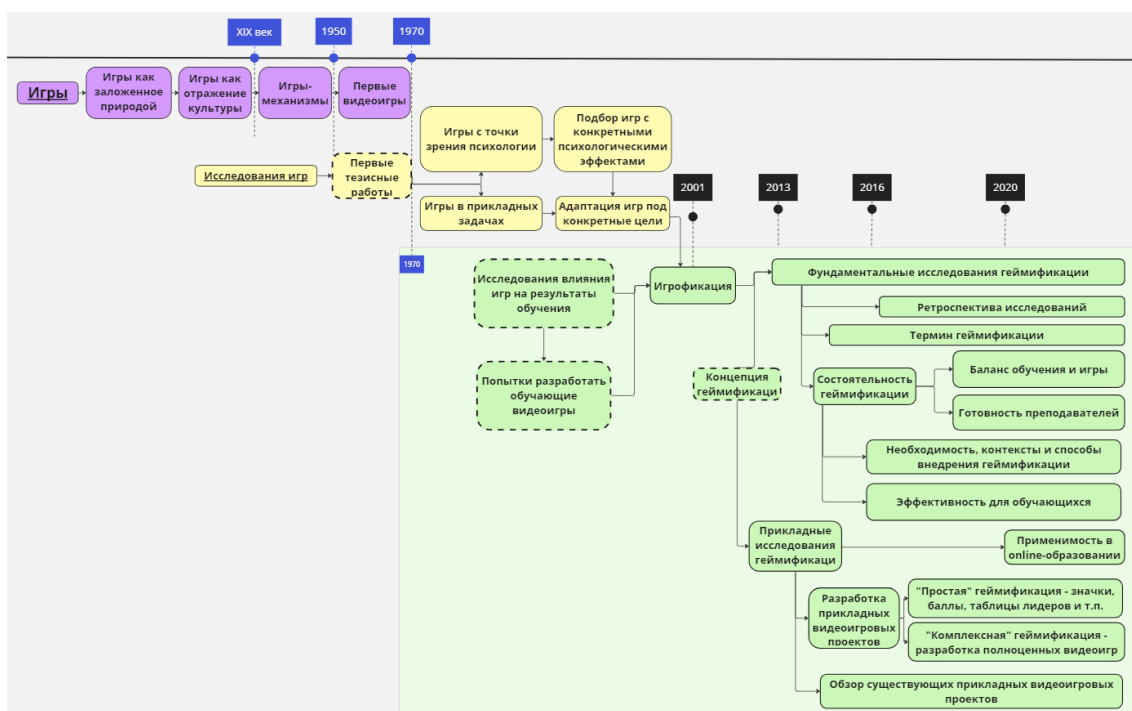 XIX век
1950
1970
Игры
Игры как
заложенное
природой
Игры как
отражение
культуры
Игры-
механизмы
Первые
видеоигры
Исследования игр
Первые
тезисные
работы
Игры с точки
зрения психологии
Подбор игр с
конкретными
психологическими
эффектами
Игры в прикладных
задачах
Адаптация игр под
конкретные цели
2001
2013
2016
2020
1970
Исследования влияния
игр на результаты
обучения
Попытки разработать
обучающие
видеоигры
Игрофикация
Концепция
геймификаци
Фундаментальные исследования геймификации
Ретроспектива исследований
Термин геймификации
Состоятельность
геймификации
Баланс обучения и игры
Готовность преподавателей
Необходимость, контексты и способы
внедрения геймификации
Эффективность для обучающихся
Прикладные
исследования
геймификаци
Применимость в
online-образовании
Разработка
прикладных
видеоигровых
проектов
"Простая" геймификация - значки,
баллы, таблицы лидеров и т.п.
"Комплексная" геймификация -
разработка полноценных видеоигр
Обзор существующих прикладных видеоигровых
проектов